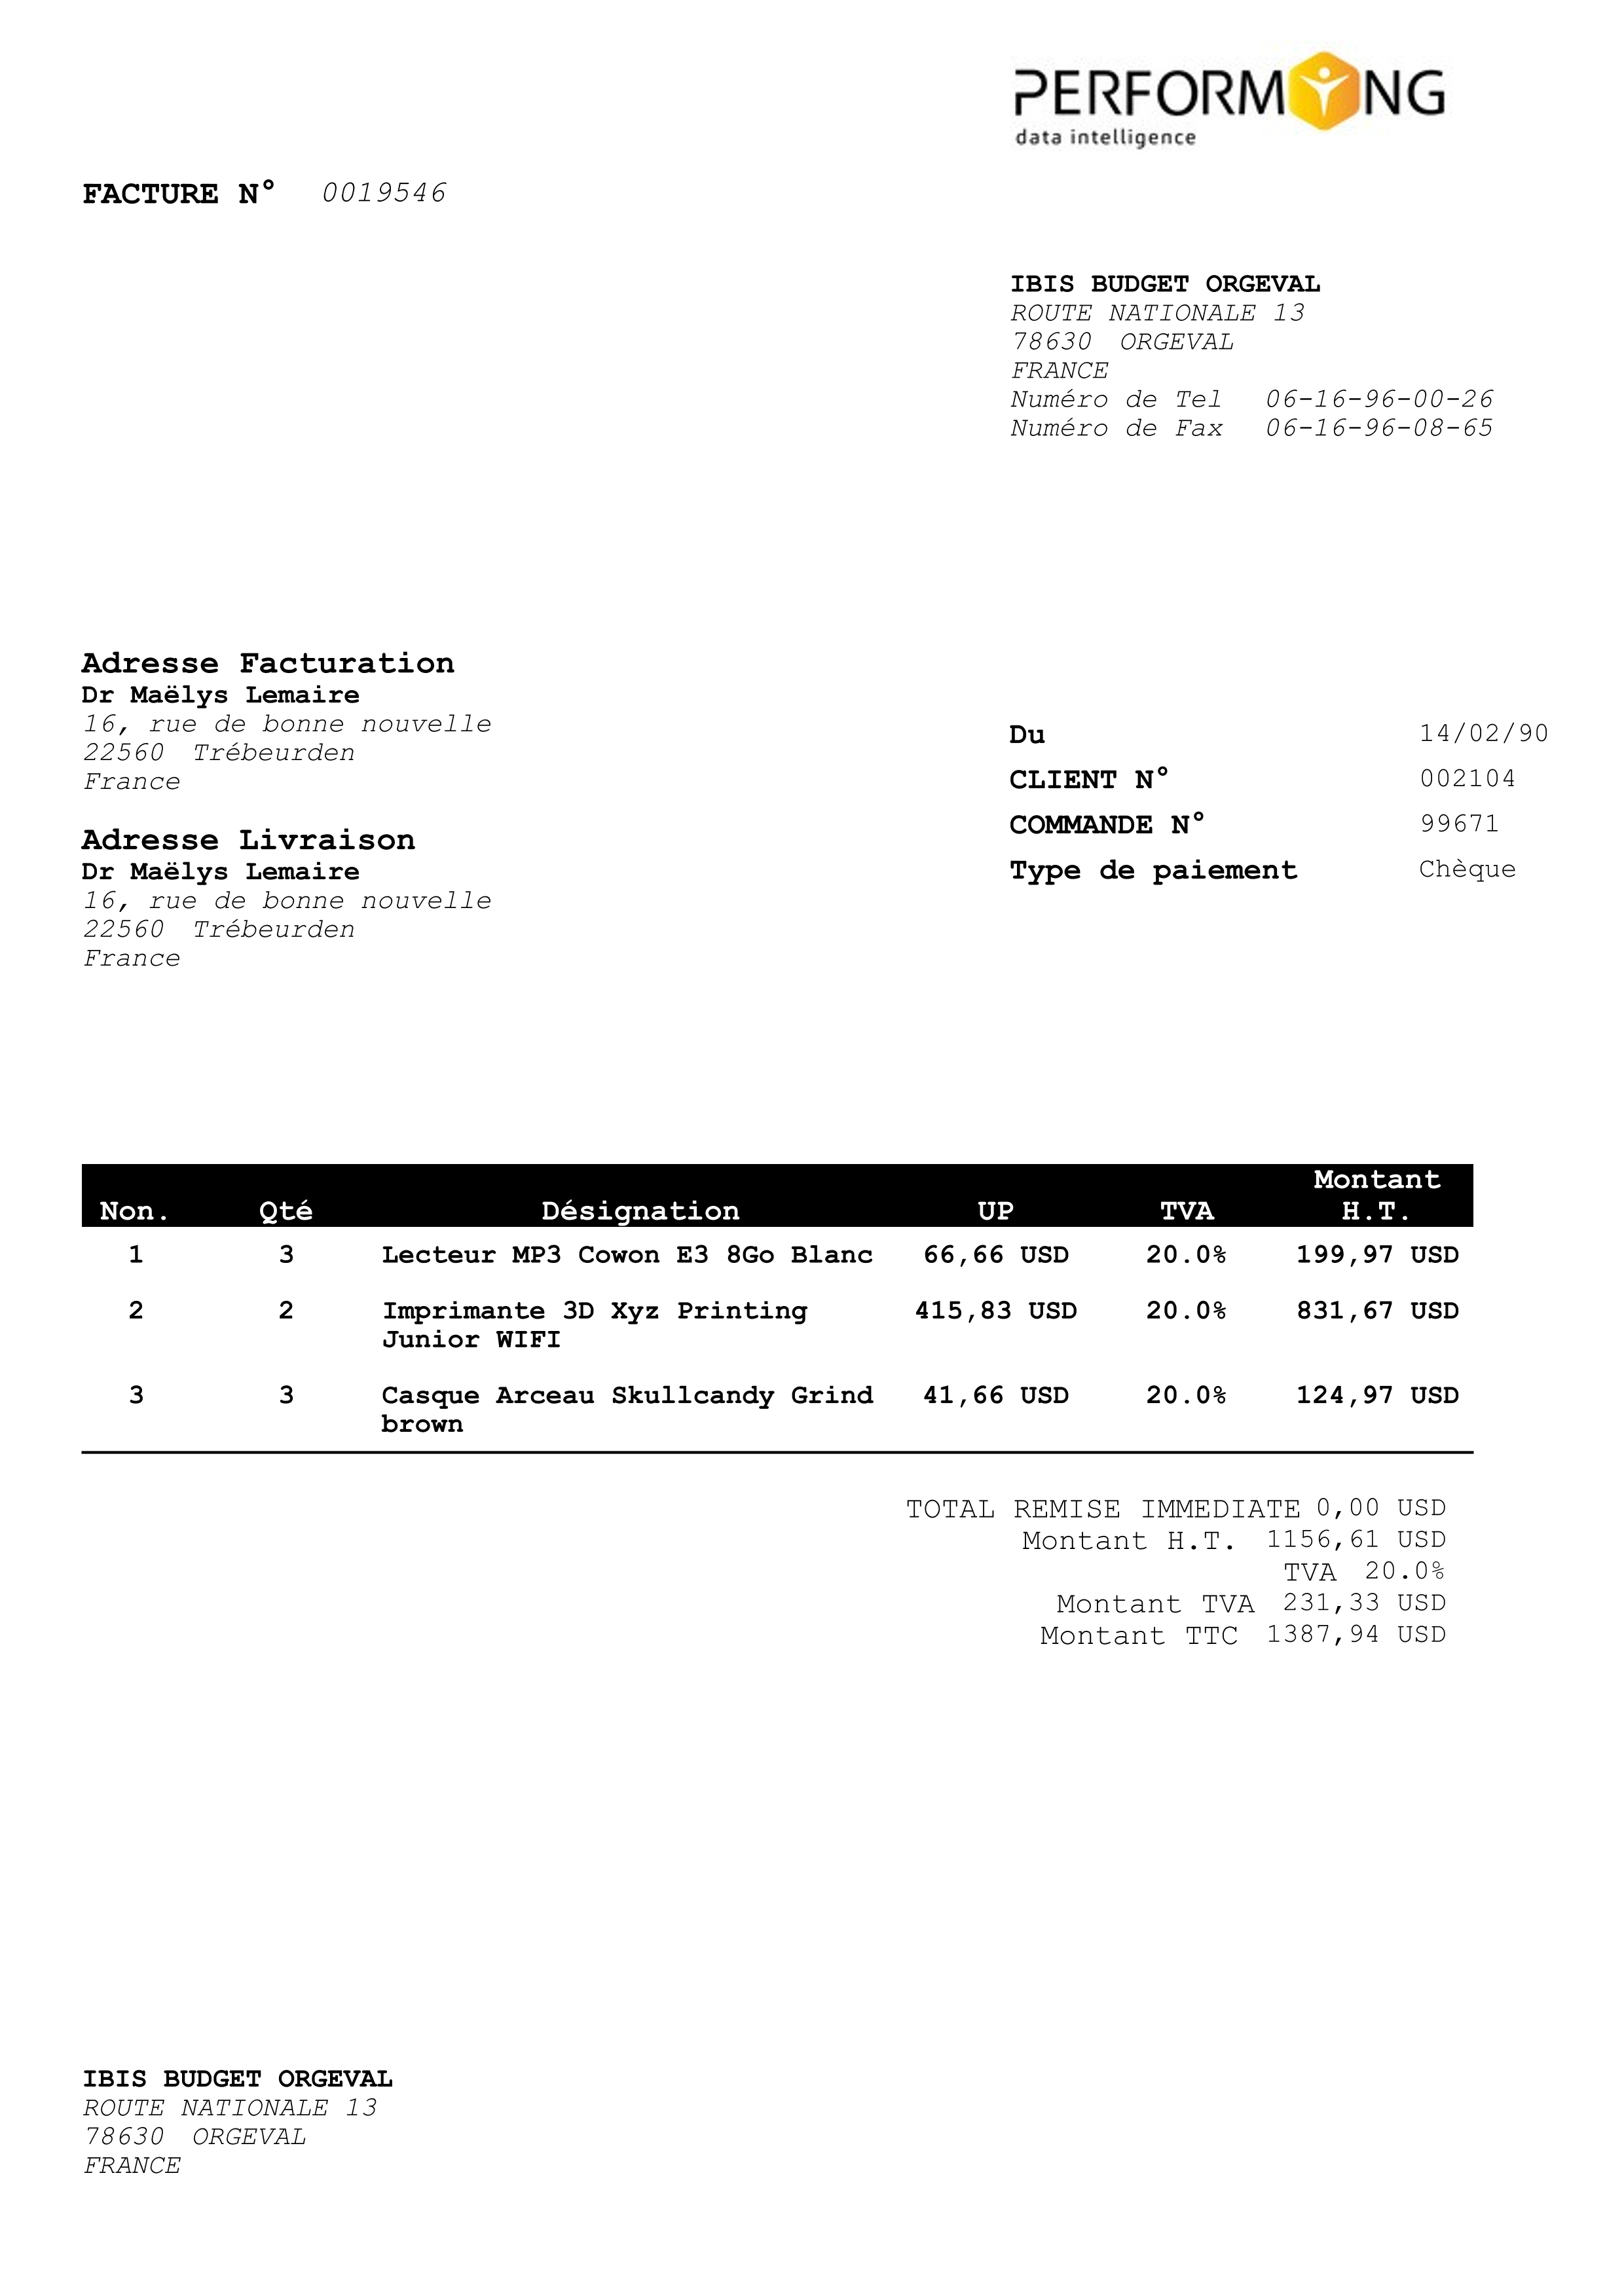 PERFORMING
data intelligence
FACTURE N° 0019546
IBIS BUDGET ORGEVAL
ROUTE NATIONALE 13
78630 ORGEVAL
FRANCE
Numéro de Tel 06-16-96-00-26
Numéro de Fax 06-16-96-08-65
Adresse Facturation
Dr Maëlys Lemaire
16, rue de bonne nouvelle
22560 Trébeurden
France
Adresse Livraison
Dr Maëlys Lemaire
16, rue de bonne nouvelle
22560 Trébeurden
France
Du 14/02/90
CLIENT N° 002104
COMMANDE N° 99671
Type de paiement Chèque
Montant
Non. Qté Désignation UP TVA H.T.
1 3 Lecteur MP3 Cowon E3 8Go Blanc 66,66 USD 20.0% 199,97 USD
2 2 Imprimante 3D Xyz Printing 415,83 USD 20.0% 831,67 USD
Junior WIFI
3 3 Casque Arceau Skullcandy Grind 41,66 USD 20.0% 124,97 USD
brown
TOTAL REMISE IMMEDIATE 0,00 USD
Montant H.T. 1156,61 USD
TVA 20.0%
Montant TVA 231,33 USD
Montant TTC 1387,94 USD
IBIS BUDGET ORGEVAL
ROUTE NATIONALE 13
78630 ORGEVAL
FRANCE